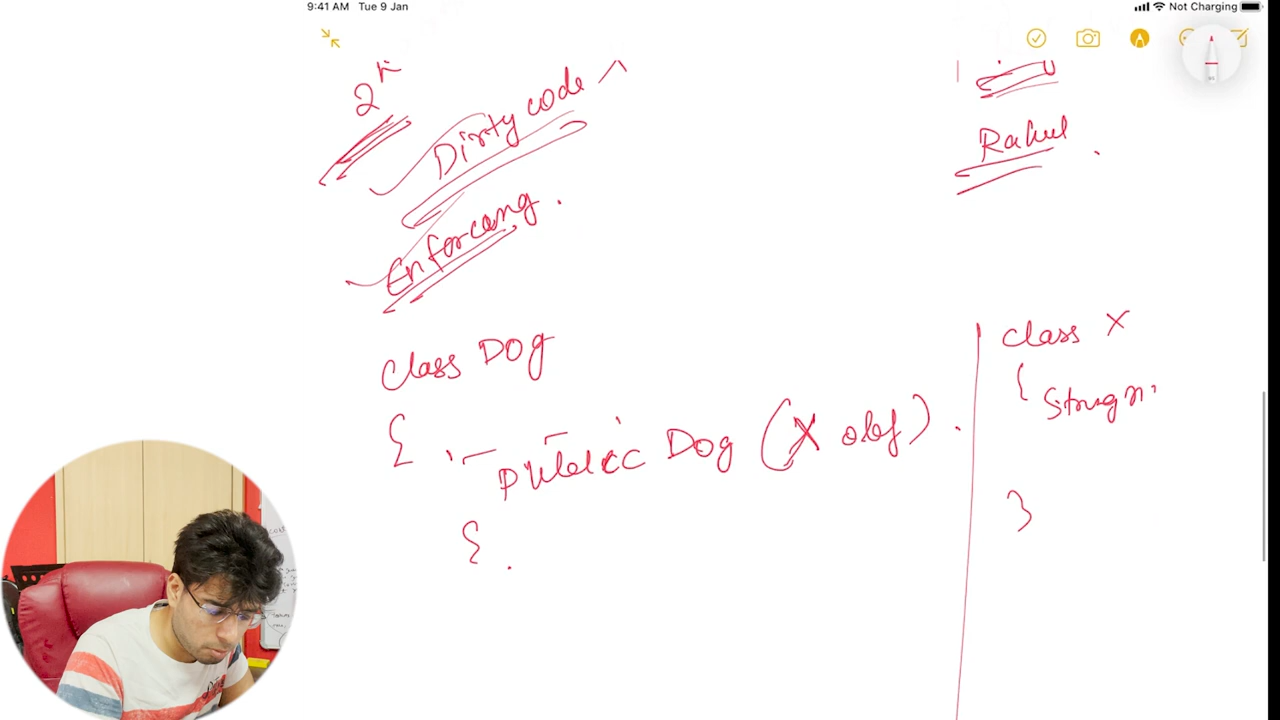 9:41 AM Tue 9 Jan
Not Charging
2^n
Dirty code
Rahul
Enforcing.
class Dog
{
public Dog (X obj)
{
class X
{
String n;
}